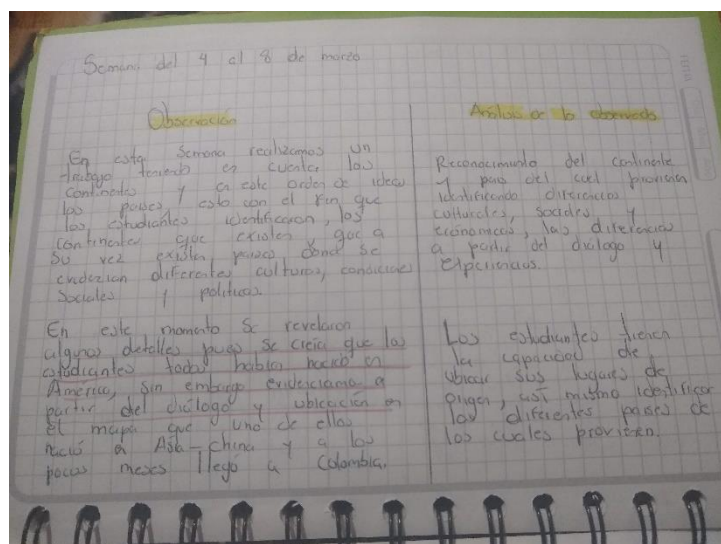 Semana del 4 al 8 de marzo
Observación
En esta Semana realizamos un
trabajo teniendo en cuenta los
continentes y en este orden de ideas
los países y esto con el fin que
los estudiantes identificaran, los
continentes que existen que a
su vez existen países donde se
evidencian diferentes culturas, condiciones
Sociales y políticas.
En este momento Se revelaron
algunos detalles pues se creía que los
estudiantes todos habían nacido en
América, sin embargo evidenciamos a
partir del diálogo y ubicación en
el mapa que uno de ellos
nació en Asia - China y a los
pocos meses llegó a Colombia.
Análisis de lo observado
Reconocimiento del continente
y país del cual provienen
identificando diferencias
culturales, sociales y
económicas, las diferencias
a partir del diálogo y
experiencias.
Los estudiantes tienen
la capacidad de
ubicar sus lugares de
origen, así mismo identificar
los diferentes países de
los cuales provienen.